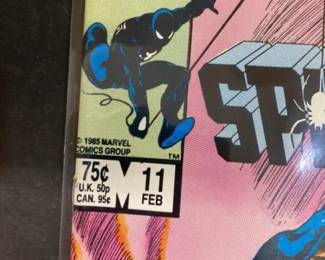 © 1985 MARVEL
COMICS GROUP
TM
75¢
U.K. 50p
CAN. 95¢
M
11
FEB
SP